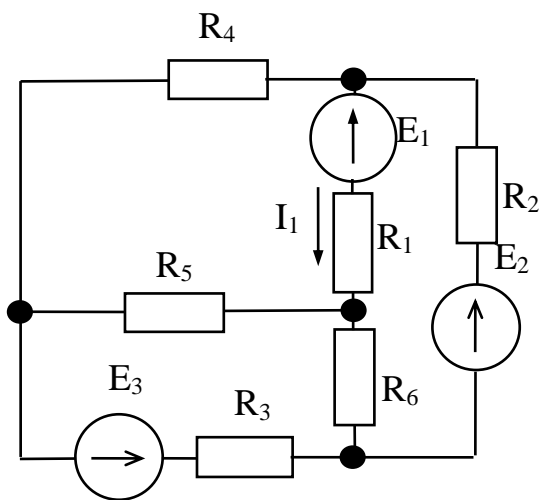 R₄
E₁
R₂
I₁
R₁
E₂
R₅
E₃
R₃
R₆